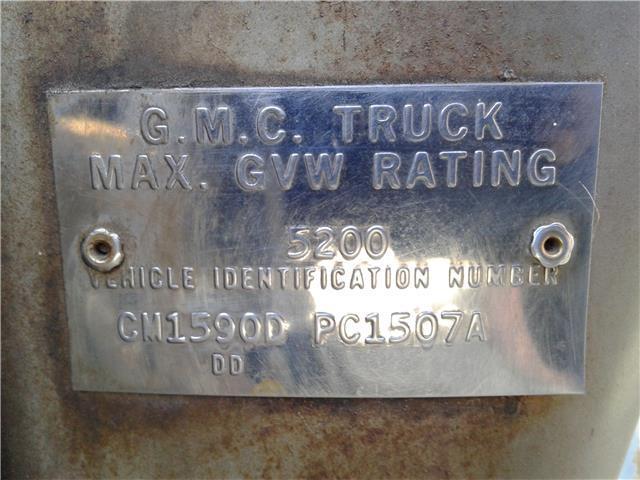 G.M.C. TRUCK
MAX. GVW RATING
5200
VEHICLE IDENTIFICATION NUMBER
CM1590D PC1507A
DD